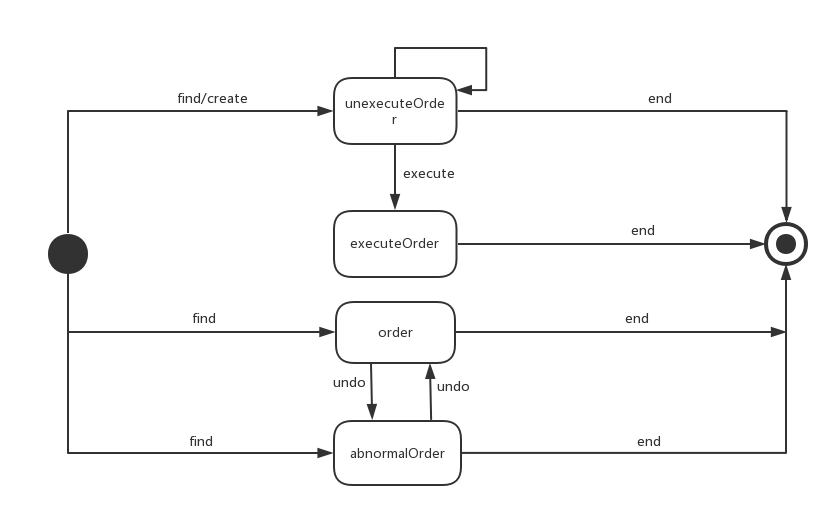 find/create
unexecuteOrde
r
end
execute
executeOrder
end
find
order
end
undo
undo
find
abnormalOrder
end